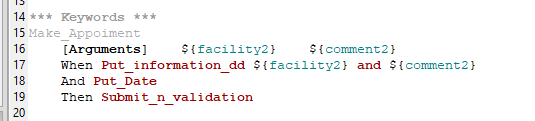 14 *** Keywords ***
15 Make_Appoiment
16     [Arguments]    ${facility2}    ${comment2}
17     When Put_information_dd ${facility2} and ${comment2}
18     And Put_Date
19     Then Submit_n_validation
20